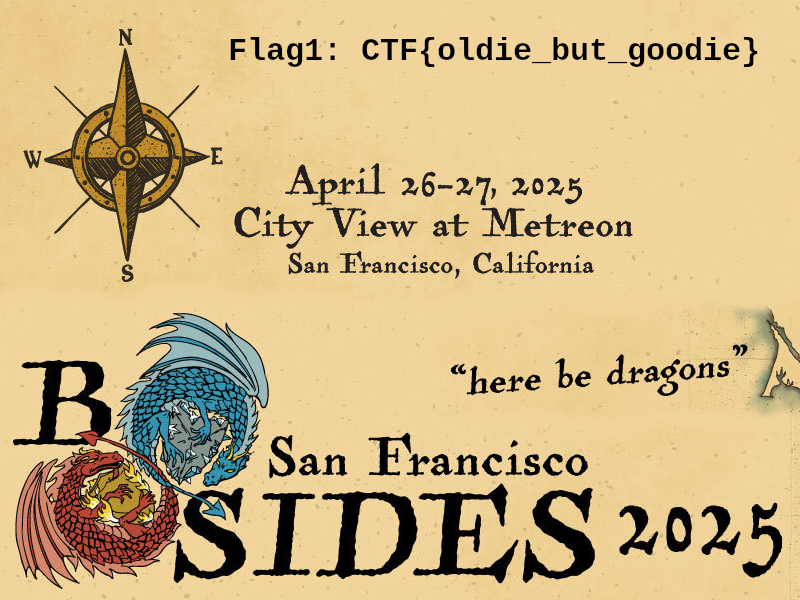 N
Flag1: CTF{oldie_but_goodie}
W E
S
April 26-27, 2025
City View at Metreon
San Francisco, California
“here be dragons”
B
San Francisco
SIDES 2025